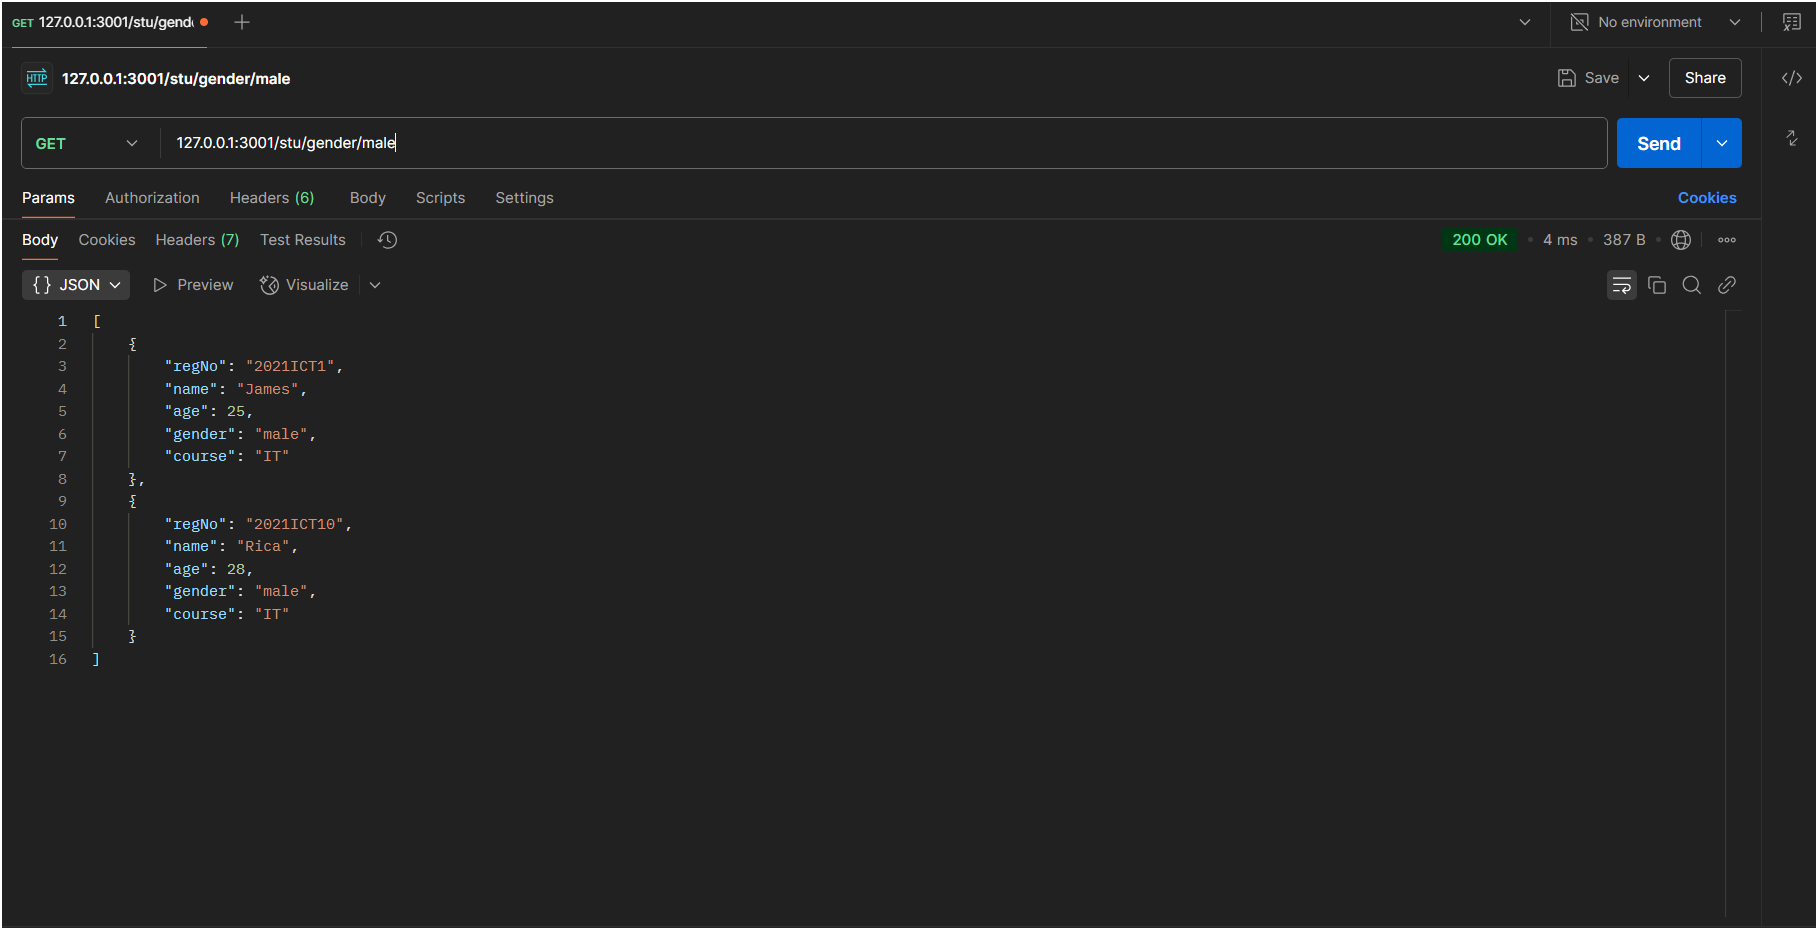 GET 127.0.0.1:3001/stu/gend
No environment
HTTP 127.0.0.1:3001/stu/gender/male
Save
Share
GET 127.0.0.1:3001/stu/gender/male
Send
Params Authorization Headers (6) Body Scripts Settings Cookies
Body Cookies Headers (7) Test Results 200 OK • 4 ms • 387 B •
{} JSON Preview Visualize
1 [
2 {
3 "regNo": "2021ICT1",
4 "name": "James",
5 "age": 25,
6 "gender": "male",
7 "course": "IT"
8 },
9 {
10 "regNo": "2021ICT10",
11 "name": "Rica",
12 "age": 28,
13 "gender": "male",
14 "course": "IT"
15 }
16 ]